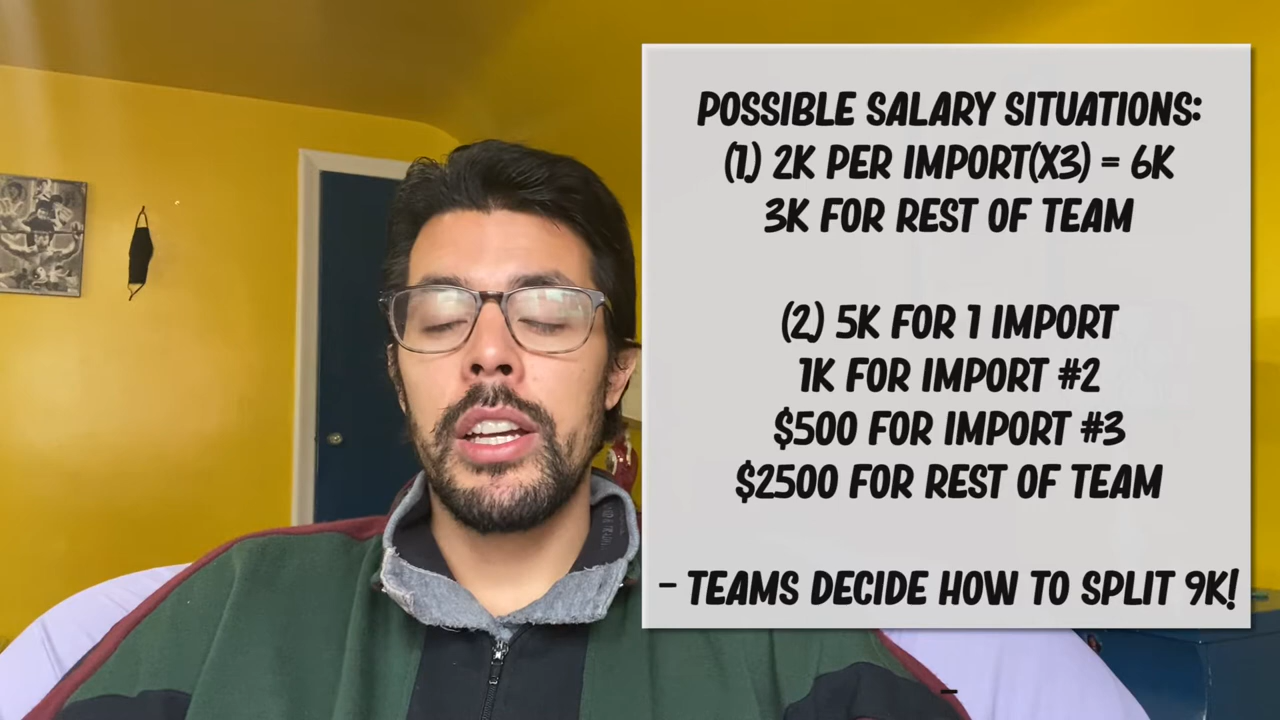 POSSIBLE SALARY SITUATIONS:
(1.) 2K PER IMPORT(X3) = 6K
3K FOR REST OF TEAM
(2.) 5K FOR 1 IMPORT
1K FOR IMPORT #2
$500 FOR IMPORT #3
$2500 FOR REST OF TEAM
- TEAMS DECIDE HOW TO SPLIT 9K!
-